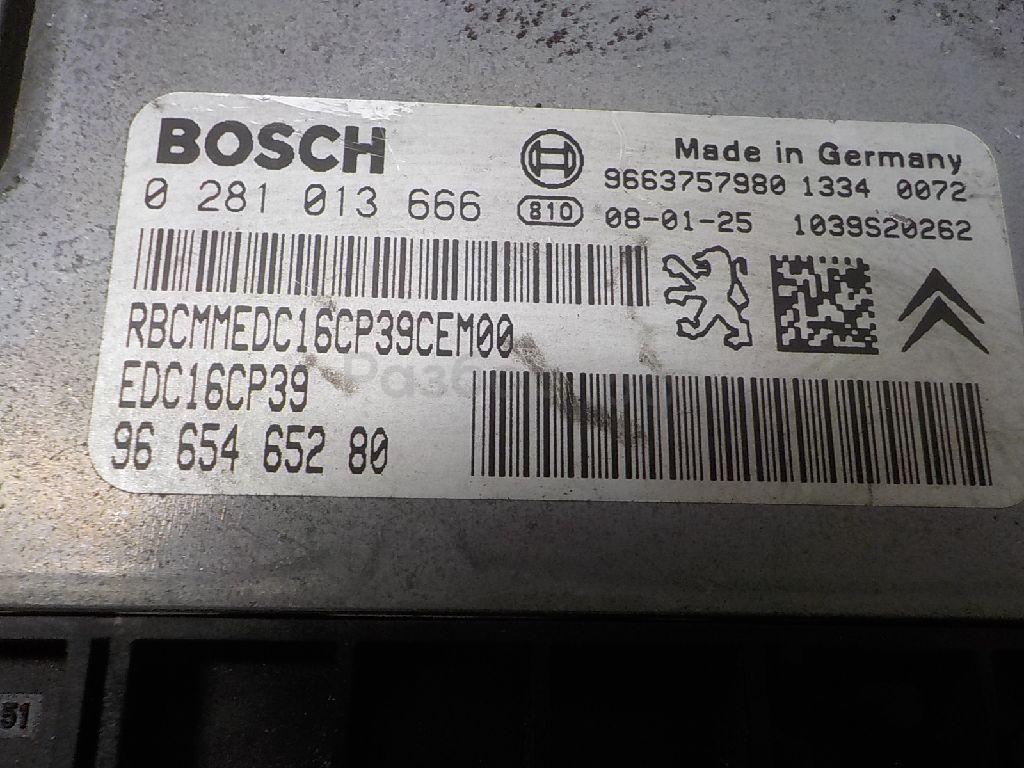 BOSCH
Made in Germany
0 281 013 666
9663757980 1334 0072
810 08-01-25 1039S20262
RBCMMEDC16CP39CEM00
EDC16CP39
96 654 652 80
51